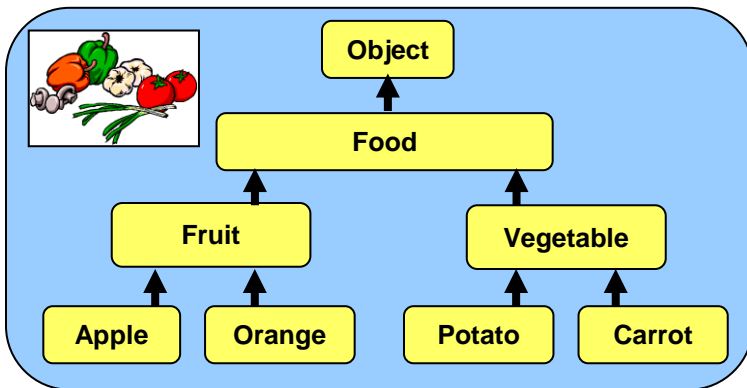 Object
Food
Fruit
Vegetable
Apple
Orange
Potato
Carrot